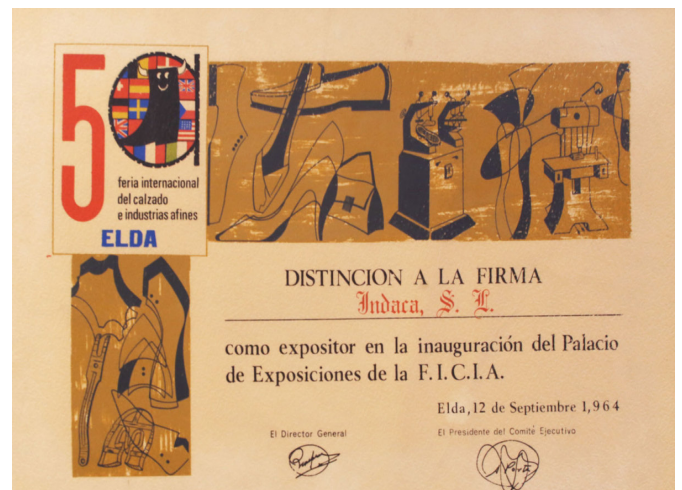 5ª
feria internacional
del calzado
e industrias afines
ELDA
DISTINCION A LA FIRMA
Indaca, S. L.
como expositor en la inauguración del Palacio
de Exposiciones de la F.I.C.I.A.
Elda, 12 de Septiembre 1,964
El Director General
El Presidente del Comité Ejecutivo